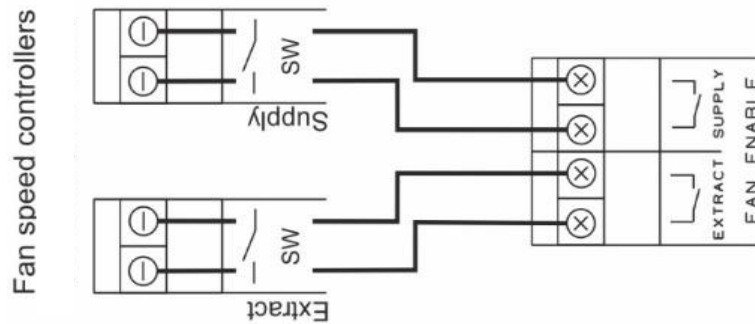 Fan speed controllers
SW
Supply
SW
Extract
SUPPLY
EXTRACT
FAN ENABLE